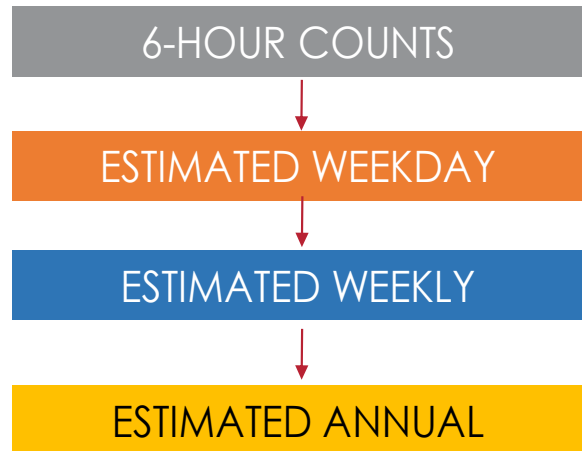 6-HOUR COUNTS
ESTIMATED WEEKDAY
ESTIMATED WEEKLY
ESTIMATED ANNUAL